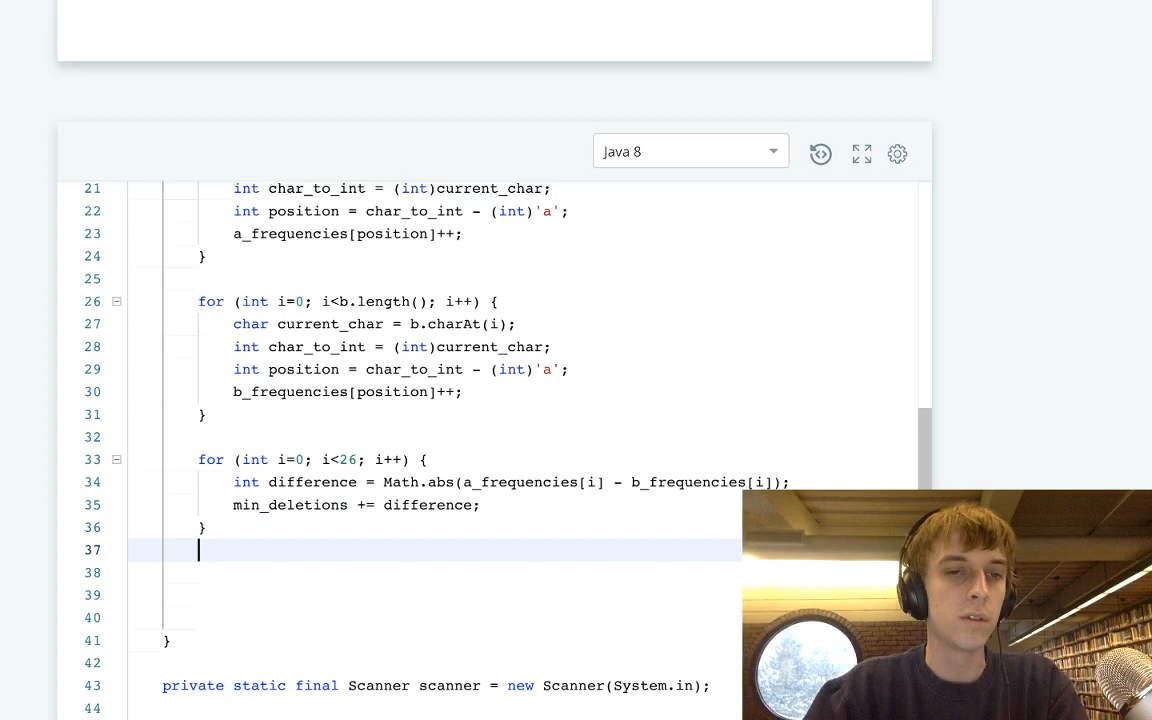 Java 8
21 int char_to_int = (int)current_char;
22 int position = char_to_int - (int)'a';
23 a_frequencies[position]++;
24 }
25
26 for (int i=0; i<b.length(); i++) {
27 char current_char = b.charAt(i);
28 int char_to_int = (int)current_char;
29 int position = char_to_int - (int)'a';
30 b_frequencies[position]++;
31 }
32
33 for (int i=0; i<26; i++) {
34 int difference = Math.abs(a_frequencies[i] - b_frequencies[i]);
35 min_deletions += difference;
36 }
37
38
39
40
41 }
42
43 private static final Scanner scanner = new Scanner(System.in);
44